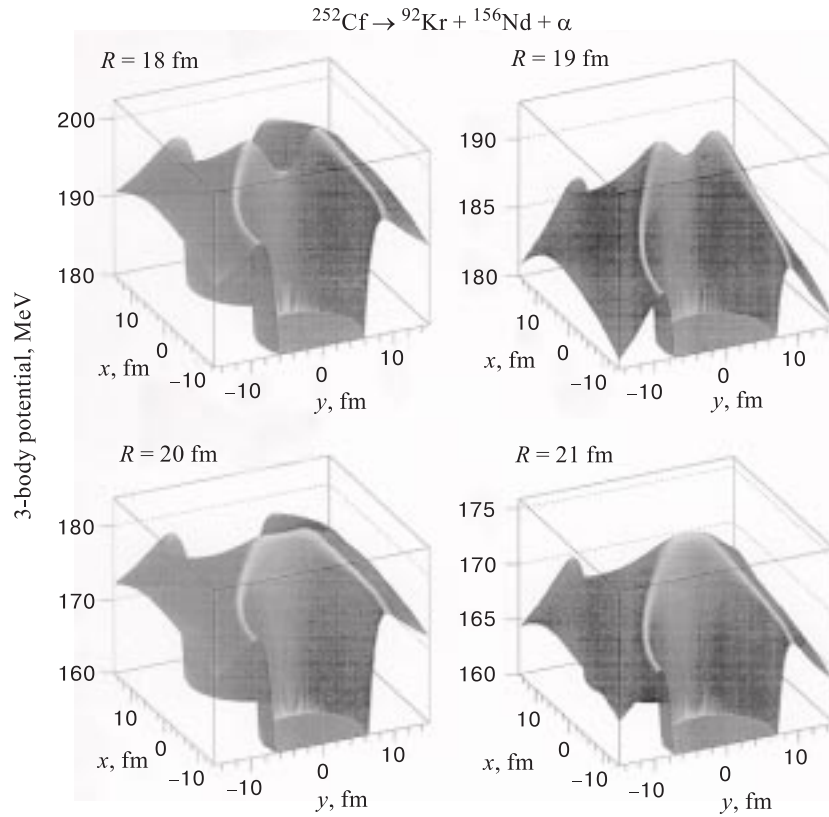 ²⁵²Cf → ⁹²Kr + ¹⁵⁶Nd + α
R = 18 fm
200
190
180
10
0
−10
x, fm
−10
0
10
y, fm
R = 19 fm
190
185
180
10
0
−10
x, fm
−10
0
10
y, fm
3-body potential, MeV
R = 20 fm
180
170
160
10
0
−10
x, fm
−10
0
10
y, fm
R = 21 fm
175
170
165
160
10
0
−10
x, fm
−10
0
10
y, fm